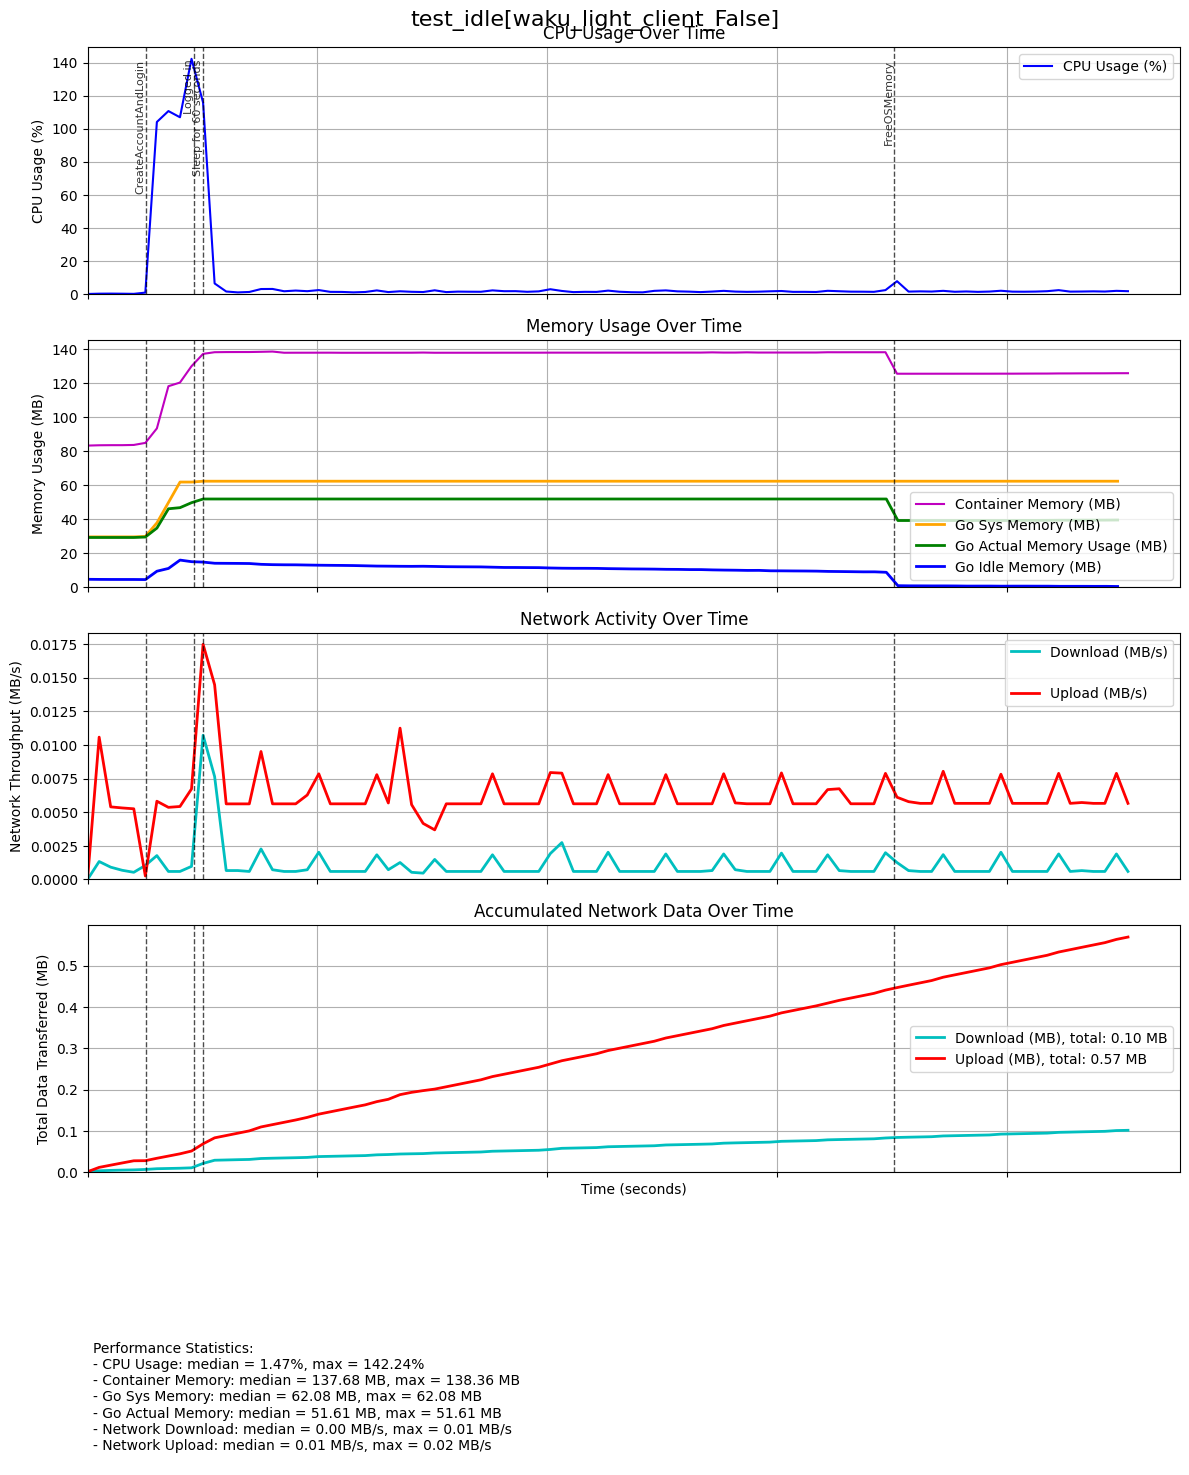 test_idle[waku_light_client_False]
CPU Usage Over Time
CPU Usage (%)
140
120
100
80
60
40
20
0
CreateAccountAndLogin
Logged in
Sleep for 60 seconds
FreeOSMemory
CPU Usage (%)
Memory Usage Over Time
Memory Usage (MB)
140
120
100
80
60
40
20
0
Container Memory (MB)
Go Sys Memory (MB)
Go Actual Memory Usage (MB)
Go Idle Memory (MB)
Network Activity Over Time
Network Throughput (MB/s)
0.0175
0.0150
0.0125
0.0100
0.0075
0.0050
0.0025
0.0000
Download (MB/s)
Upload (MB/s)
Accumulated Network Data Over Time
Total Data Transferred (MB)
0.5
0.4
0.3
0.2
0.1
0.0
Download (MB), total: 0.10 MB
Upload (MB), total: 0.57 MB
Time (seconds)
Performance Statistics:
- CPU Usage: median = 1.47%, max = 142.24%
- Container Memory: median = 137.68 MB, max = 138.36 MB
- Go Sys Memory: median = 62.08 MB, max = 62.08 MB
- Go Actual Memory: median = 51.61 MB, max = 51.61 MB
- Network Download: median = 0.00 MB/s, max = 0.01 MB/s
- Network Upload: median = 0.01 MB/s, max = 0.02 MB/s